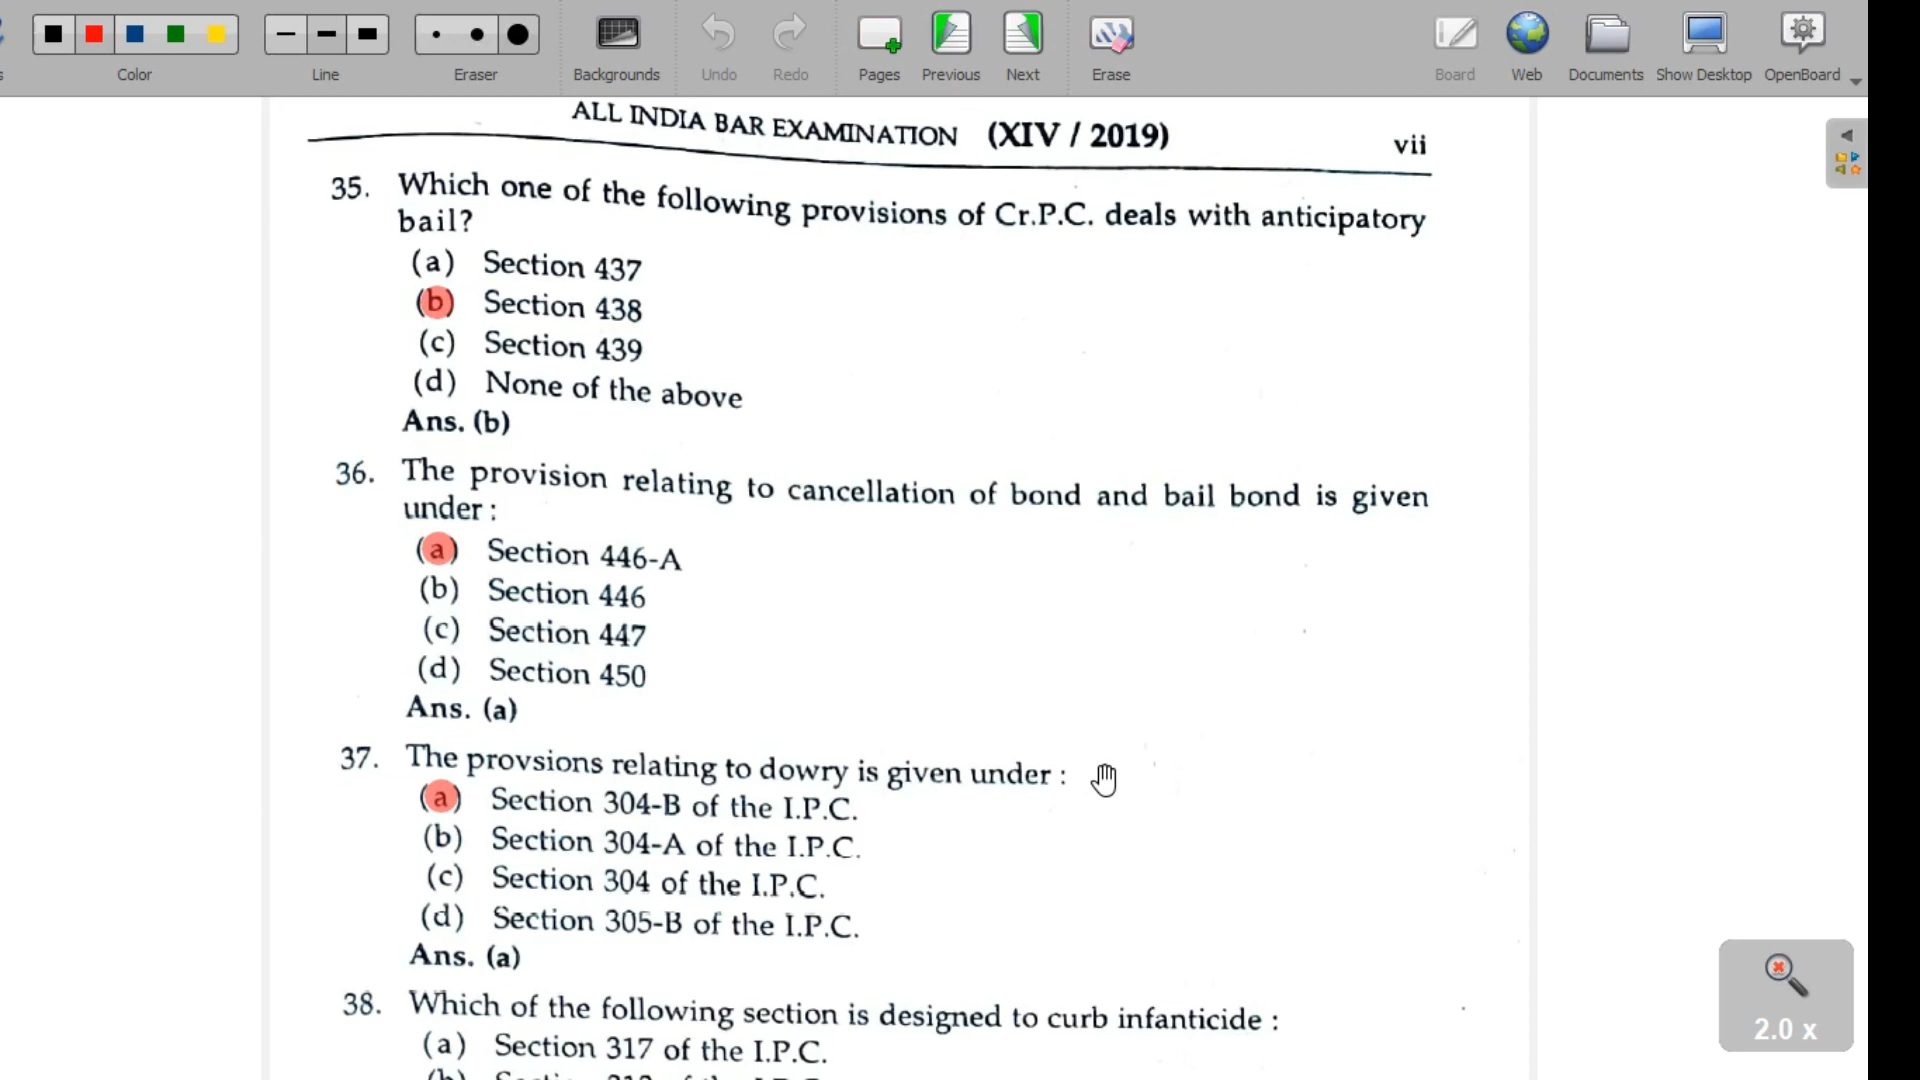 Color
Line
Eraser
Backgrounds
Undo
Redo
Pages
Previous
Next
Erase
Board
Web
Documents
Show Desktop
OpenBoard
ALL INDIA BAR EXAMINATION (XIV / 2019) vii
35. Which one of the following provisions of Cr.P.C. deals with anticipatory
bail?
(a) Section 437
(b) Section 438
(c) Section 439
(d) None of the above
Ans. (b)
36. The provision relating to cancellation of bond and bail bond is given
under :
(a) Section 446-A
(b) Section 446
(c) Section 447
(d) Section 450
Ans. (a)
37. The provsions relating to dowry is given under :
(a) Section 304-B of the I.P.C.
(b) Section 304-A of the I.P.C.
(c) Section 304 of the I.P.C.
(d) Section 305-B of the I.P.C.
Ans. (a)
38. Which of the following section is designed to curb infanticide :
(a) Section 317 of the I.P.C.
2.0 x